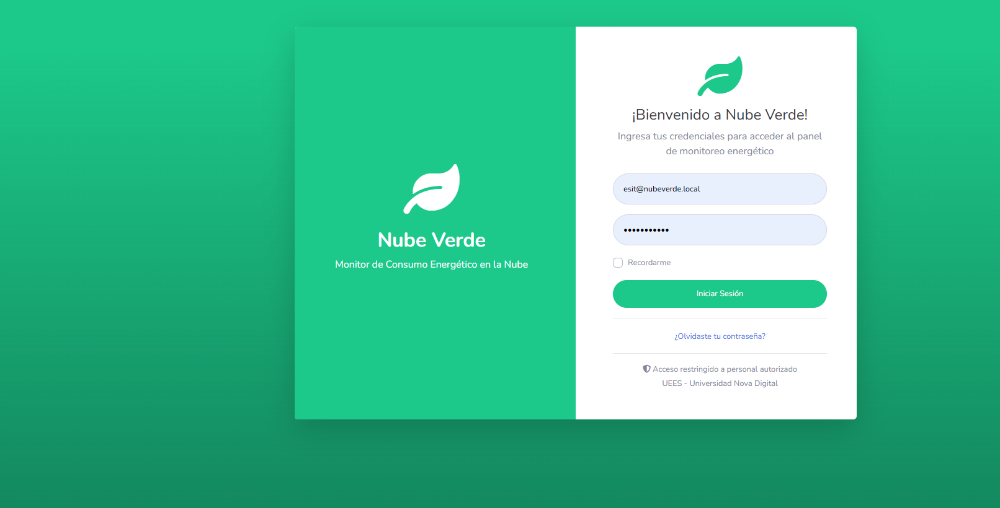 Nube Verde
Monitor de Consumo Energético en la Nube
¡Bienvenido a Nube Verde!
Ingresa tus credenciales para acceder al panel
de monitoreo energético
esit@nubeverde.local
•••••••••••
Recordarme
Iniciar Sesión
¿Olvidaste tu contraseña?
Acceso restringido a personal autorizado
UEES - Universidad Nova Digital